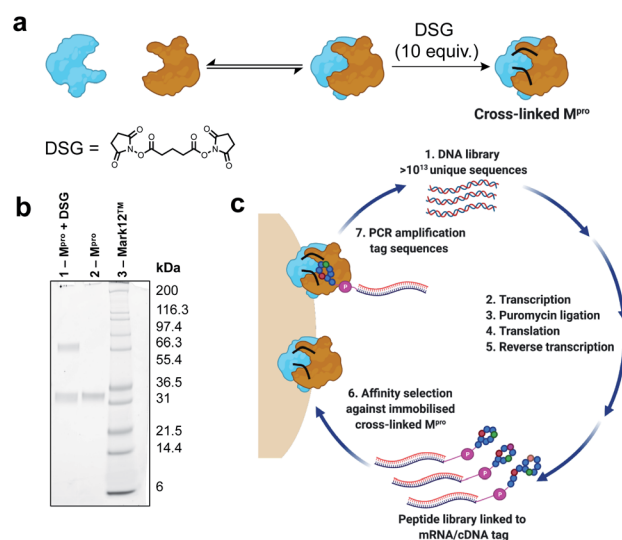 a
DSG
(10 equiv.)
Cross-linked Mᵖʳᵒ
DSG =
O
O
O
O
N
O
O
N
O
O
b
1 – Mᵖʳᵒ + DSG
2 – Mᵖʳᵒ
3 – Mark12™
kDa
200
116.3
97.4
66.3
55.4
36.5
31
21.5
14.4
6
c
1. DNA library
>10¹³ unique sequences
7. PCR amplification
tag sequences
P
2. Transcription
3. Puromycin ligation
4. Translation
5. Reverse transcription
6. Affinity selection
against immobilised
cross-linked Mᵖʳᵒ
P
P
P
Peptide library linked to
mRNA/cDNA tag